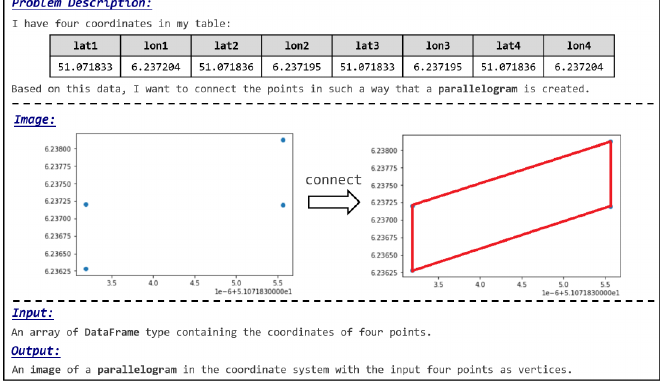 Problem Description:
I have four coordinates in my table:
lat1 lon1 lat2 lon2 lat3 lon3 lat4 lon4
51.071833 6.237204 51.071836 6.237195 51.071833 6.237195 51.071836 6.237204
Based on this data, I want to connect the points in such a way that a parallelogram is created.
Image:
6.23800
6.23775
6.23750
6.23725
6.23700
6.23675
6.23650
6.23625
3.5 4.0 4.5 5.0 5.5
1e-6+5.1071830000e1
connect
6.23800
6.23775
6.23750
6.23725
6.23700
6.23675
6.23650
6.23625
3.5 4.0 4.5 5.0 5.5
1e-6+5.1071830000e1
Input:
An array of DataFrame type containing the coordinates of four points.
Output:
An image of a parallelogram in the coordinate system with the input four points as vertices.